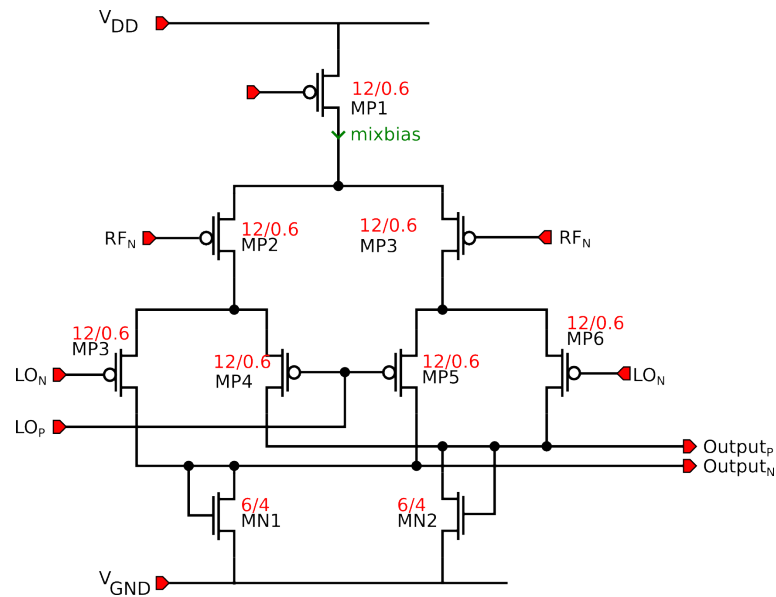 VDD
12/0.6
MP1
mixbias
12/0.6
MP2
12/0.6
MP3
RFN
RFN
12/0.6
MP3
12/0.6
MP4
12/0.6
MP5
12/0.6
MP6
LON
LON
LOP
OutputP
OutputN
6/4
MN1
6/4
MN2
VGND